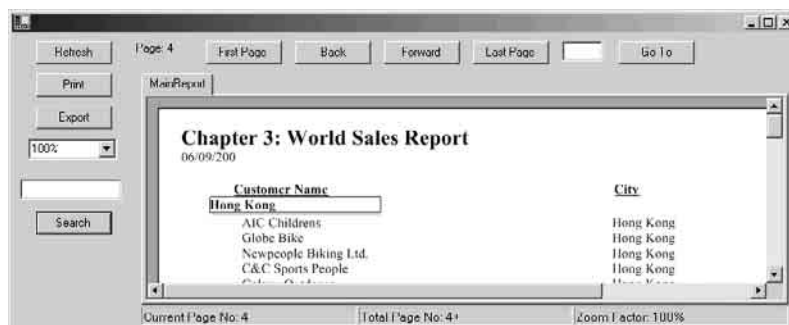 Refresh
Page: 4
First Page
Back
Forward
Last Page
Go To
Print
MainReport
Export
100%
Chapter 3: World Sales Report
06/09/200
Customer Name City
Hong Kong
Search
AIC Childrens Hong Kong
Globe Bike Hong Kong
Newpeople Biking Ltd. Hong Kong
C&C Sports People Hong Kong
Current Page No: 4
Total Page No: 4+
Zoom Factor: 100%